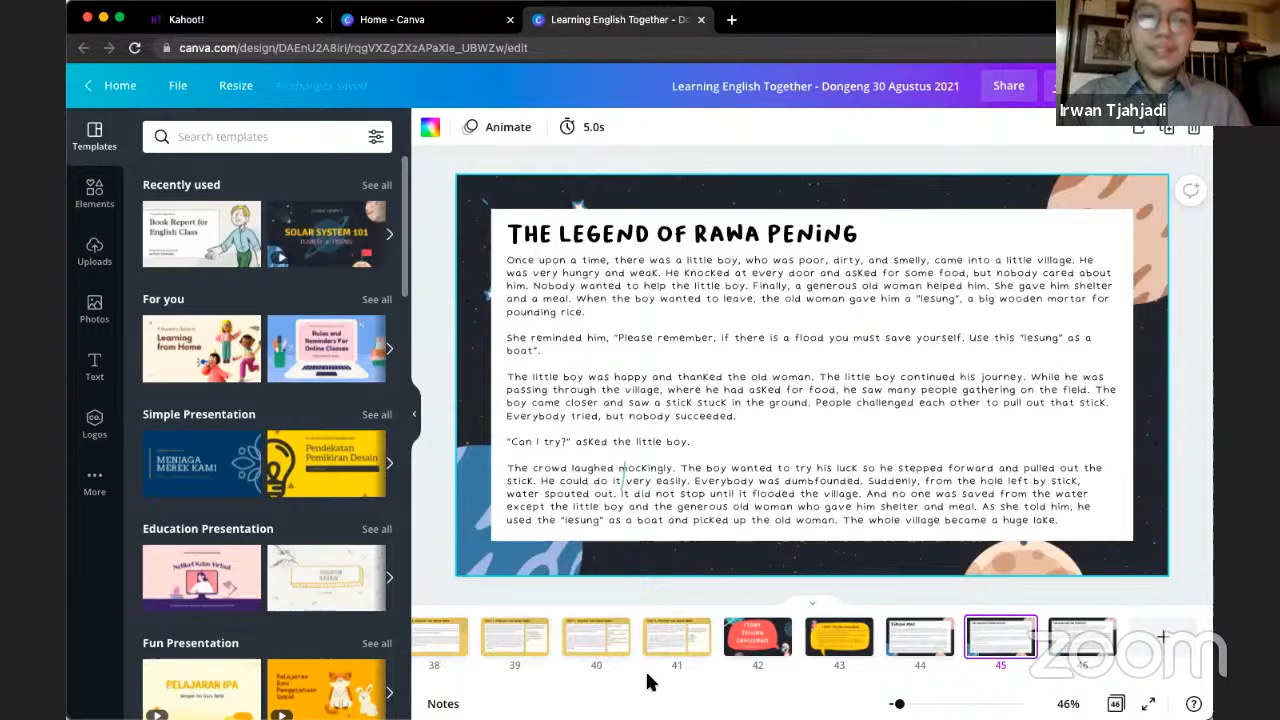 Kahoot!
Home - Canva
Learning English Together - Do
canva.com/design/DAEnU2A8irI/rqgVXZgZXzAPaXle_UBWZw/edit
Irwan Tjahjadi
Home
File
Resize
All changes saved
Learning English Together - Dongeng 30 Agustus 2021
Share
Templates
Elements
Uploads
Photos
Text
Logos
More
Search templates
Recently used
See all
Book Report for
English Class
SOLAR SYSTEM 101
For you
See all
Learning
from Home
Rules and
Reminders For
Online Classes
Simple Presentation
See all
MENJAGA
MEREK KAMI
Pendekatan
Pemikiran Desain
Education Presentation
See all
Fun Presentation
See all
PELAJARAN IPA
Pelajaran
Animate
5.0s
THE LEGEND OF RAWA PENING
Once upon a time, there was a little boy, who was poor, dirty, and smelly, came into a little village. He
was very hungry and weak. He knocked at every door and asked for some food, but nobody cared about
him. Nobody wanted to help the little boy. Finally, a generous old woman helped him. She gave him shelter
and a meal. When the boy wanted to leave, the old woman gave him a "lesung", a big wooden mortar for
pounding rice.
She reminded him, "Please remember, if there is a flood you must save yourself. Use this "lesung" as a
boat".
The little boy was happy and thanked the old woman. The little boy continued his journey. While he was
passing through the village, where he had asked for food, he saw many people gathering on the field. The
boy came closer and saw a stick stuck in the ground. People challenged each other to pull out that stick.
Everybody tried, but nobody succeeded.
"Can I try?" asked the little boy.
The crowd laughed mockingly. The boy wanted to try his luck so he stepped forward and pulled out the
stick. He could do it very easily. Everybody was dumbfounded. Suddenly, from the hole left by stick,
water spouted out. It did not stop until it flooded the village. And no one was saved from the water
except the little boy and the generous old woman who gave him shelter and meal. As she told him, he
used the "lesung" as a boat and picked up the old woman. The whole village became a huge lake.
STORY
TELLING
CHALLENGE!
38
39
40
41
42
43
44
45
46
zoom
Notes
46%
46